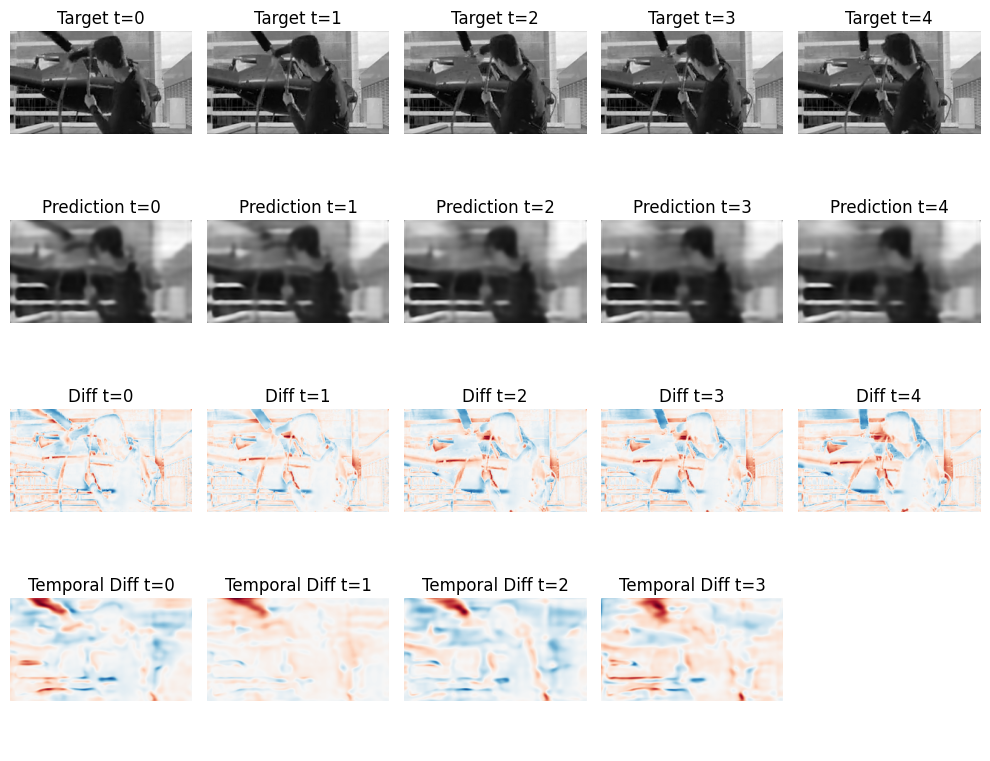 Target t=0 Target t=1 Target t=2 Target t=3 Target t=4
Prediction t=0 Prediction t=1 Prediction t=2 Prediction t=3 Prediction t=4
Diff t=0 Diff t=1 Diff t=2 Diff t=3 Diff t=4
Temporal Diff t=0 Temporal Diff t=1 Temporal Diff t=2 Temporal Diff t=3